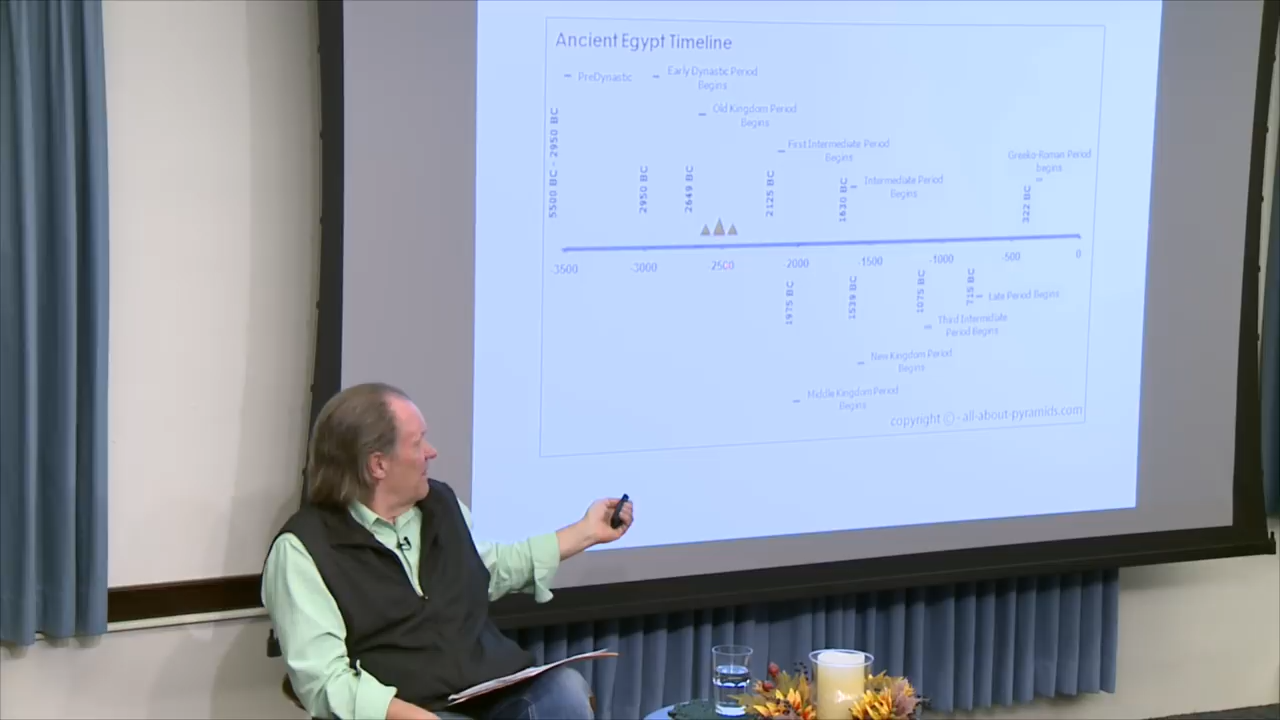 Ancient Egypt Timeline
PreDynastic
Early Dynastic Period
Begins
Old Kingdom Period
Begins
First Intermediate Period
Begins
Intermediate Period
Begins
Greeko-Roman Period
begins
5500 BC - 2950 BC
2950 BC
2649 BC
2125 BC
1630 BC
322 BC
-3500
-3000
-2500
-2000
-1500
-1000
-500
0
1975 BC
1539 BC
1075 BC
715 BC
Late Period Begins
Third Intermidiate
Period Begins
New Kingdom Period
Begins
Middle Kingdom Period
Begins
copyright © - all-about-pyramids.com